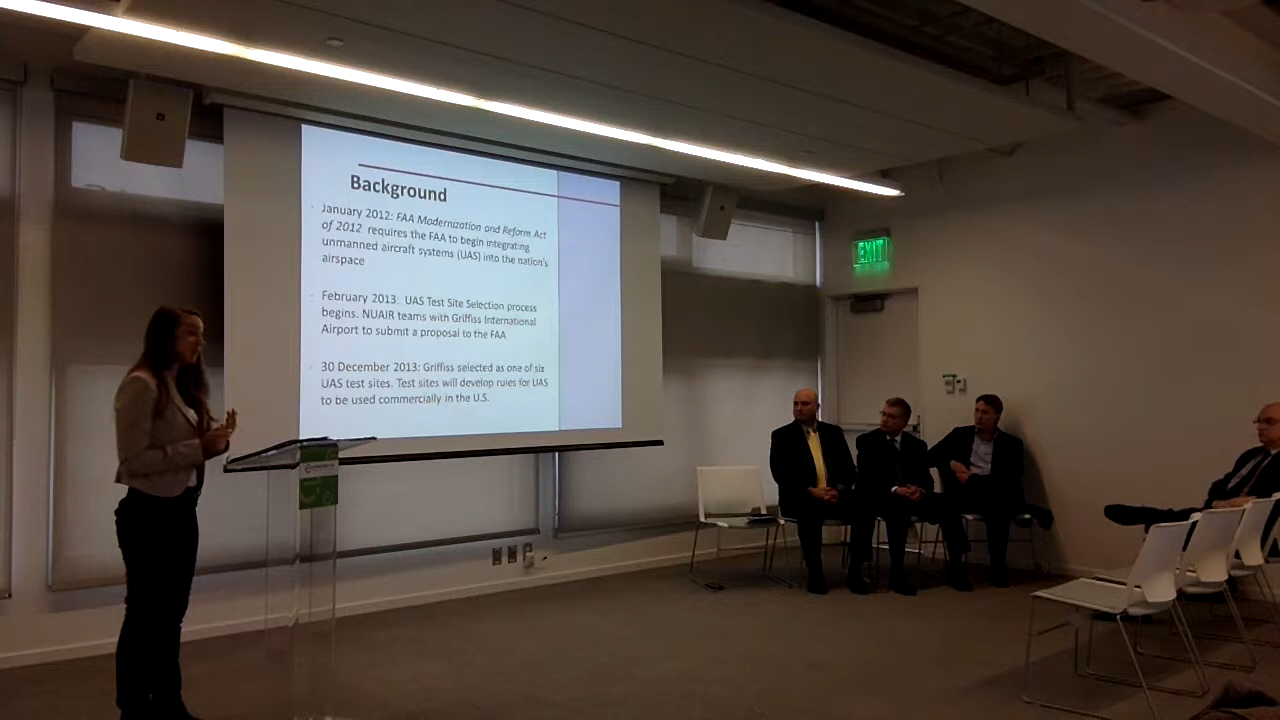 Background
January 2012: FAA Modernization and Reform Act
of 2012 requires the FAA to begin integrating
unmanned aircraft systems (UAS) into the nation's
airspace
February 2013: UAS Test Site Selection process
begins. NUAIR teams with Griffiss International
Airport to submit a proposal to the FAA
30 December 2013: Griffiss selected as one of six
UAS test sites. Test sites will develop rules for UAS
to be used commercially in the U.S.
EXIT